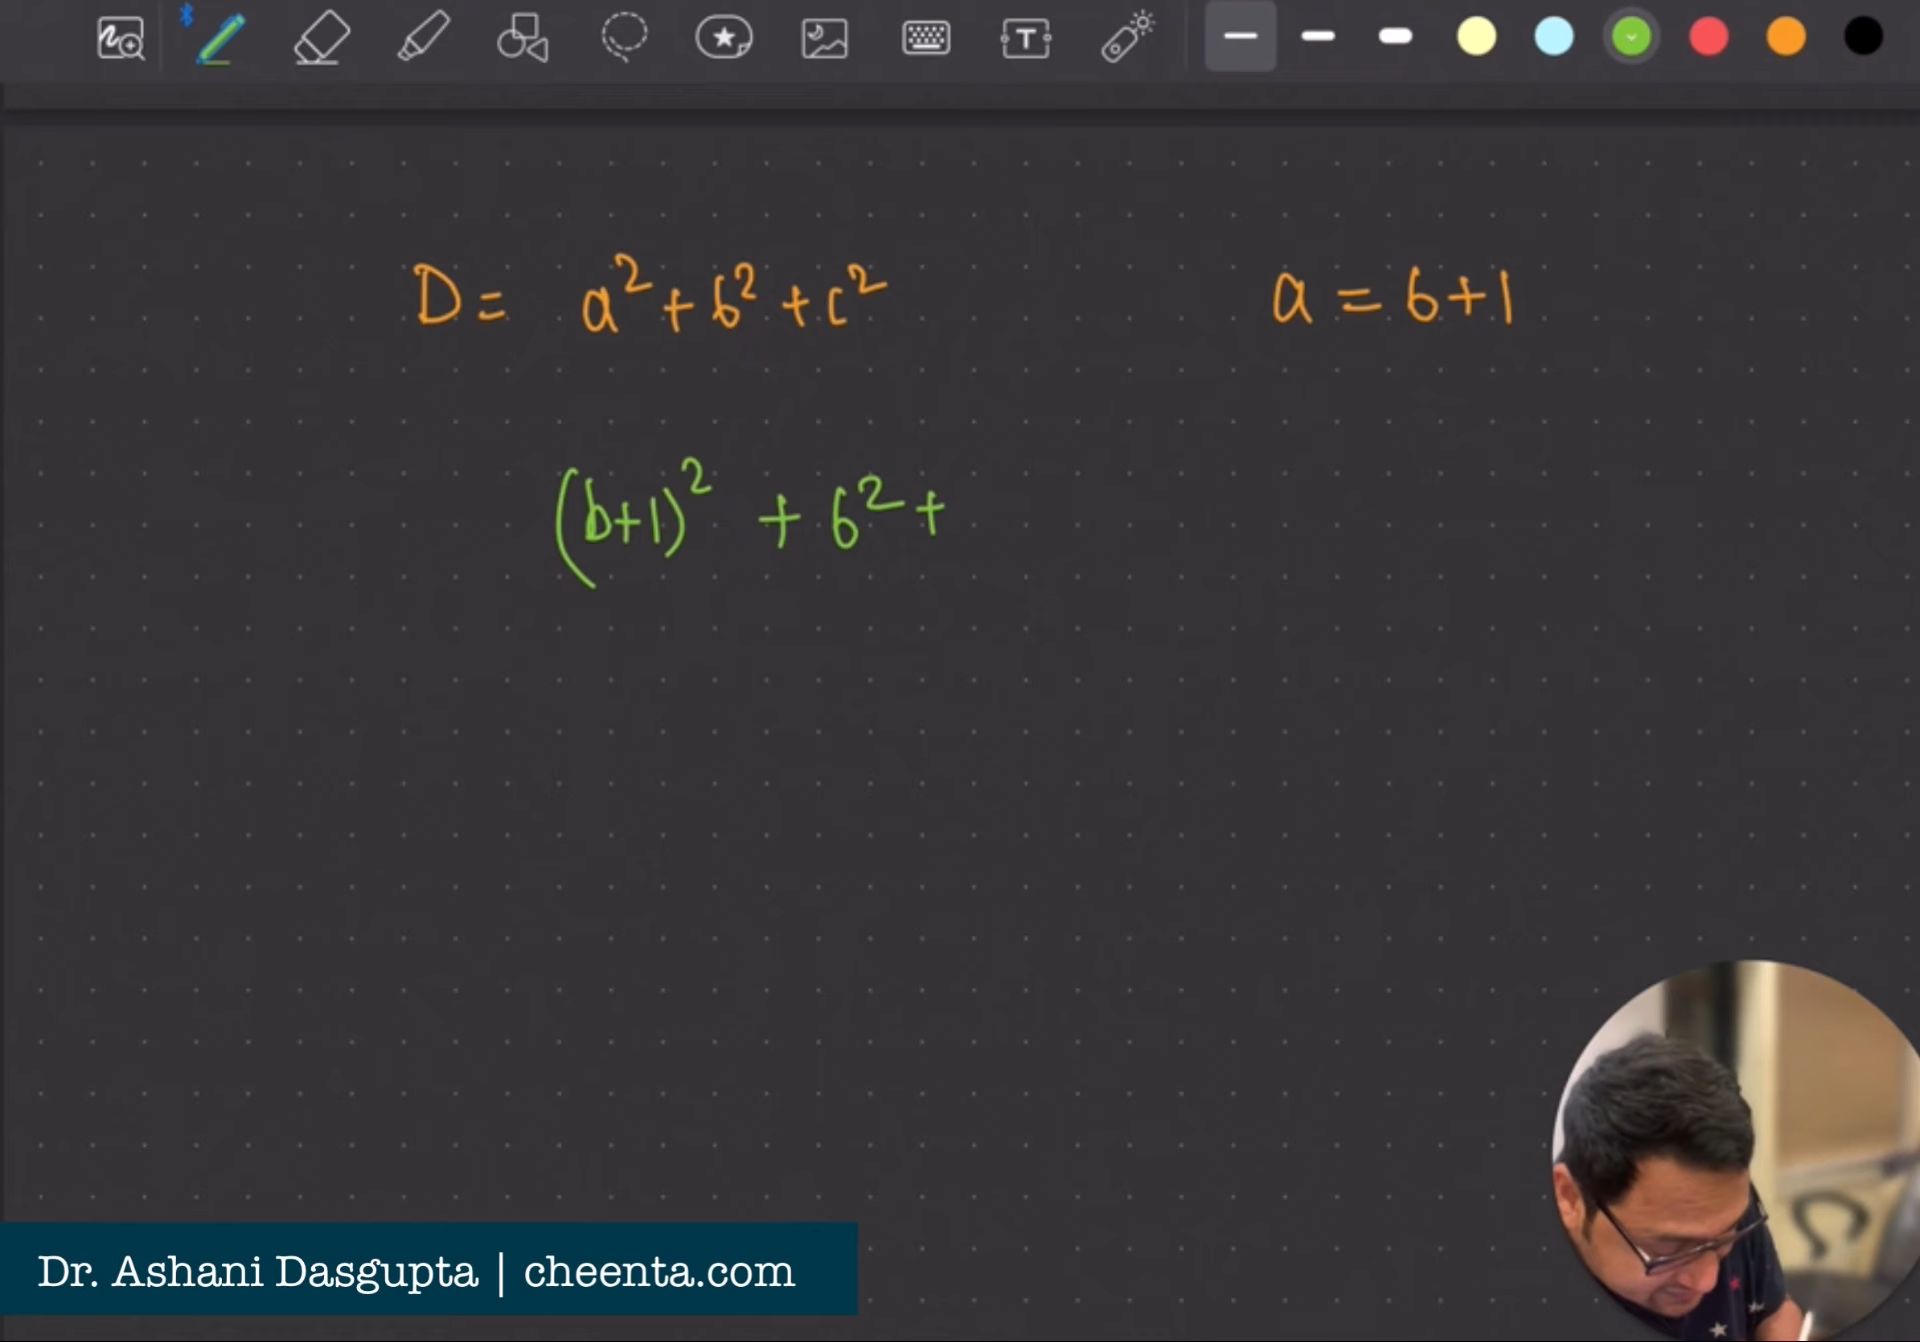 D = a² + b² + c²
a = b+1
(b+1)² + b² +
Dr. Ashani Dasgupta | cheenta.com